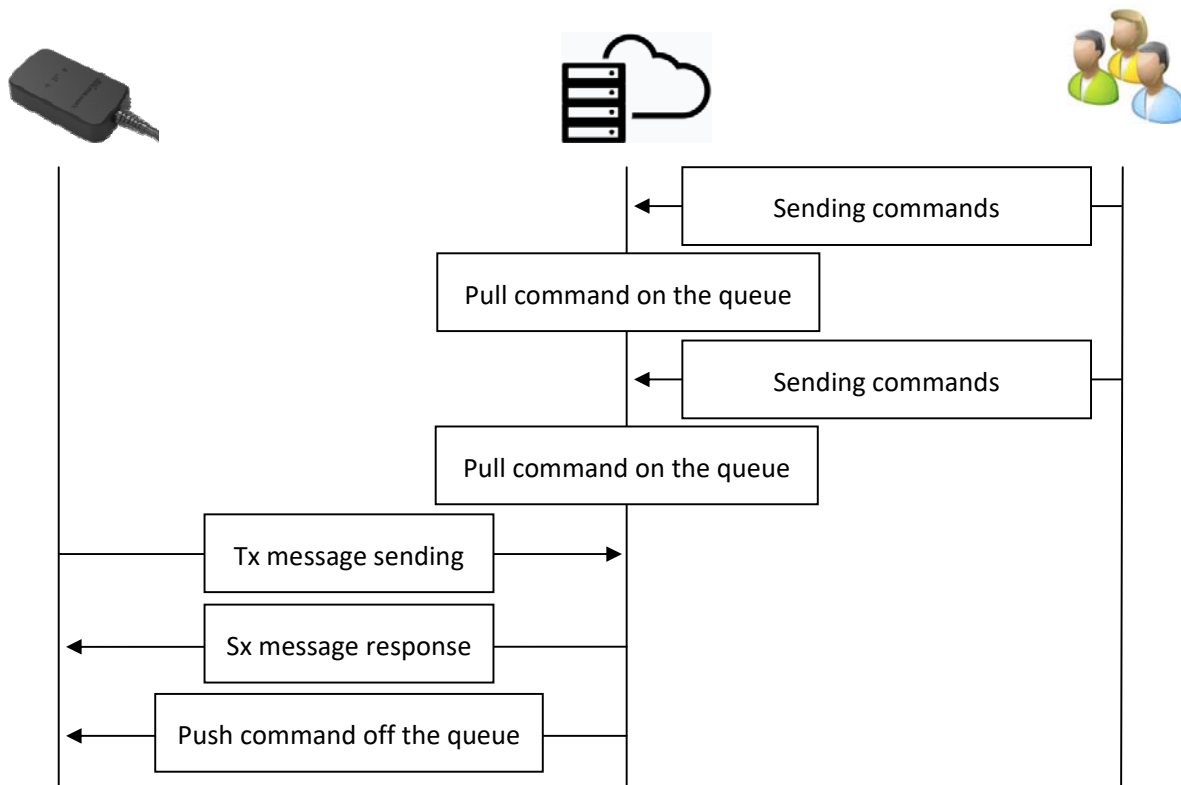 Sending commands
Pull command on the queue
Sending commands
Pull command on the queue
Tx message sending
Sx message response
Push command off the queue